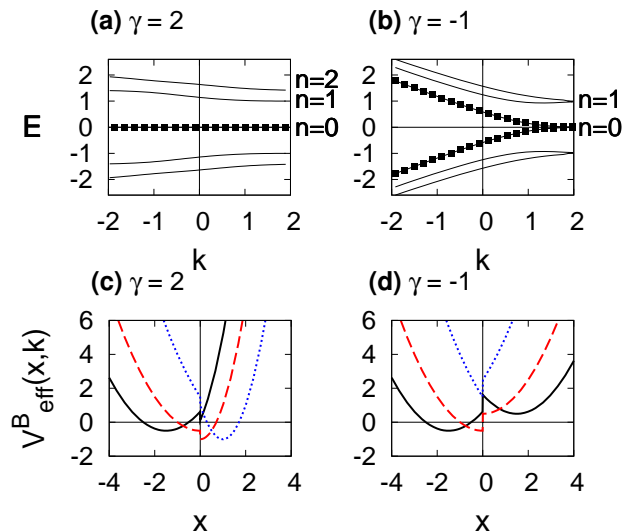 (a) γ = 2
(b) γ = -1
E
2
1
0
-1
-2
n=2
n=1
n=0
-2 -1 0 1 2
k
2
1
0
-1
-2
n=1
n=0
-2 -1 0 1 2
k
(c) γ = 2
(d) γ = -1
V^B_eff(x,k)
6
4
2
0
-2
-4 -2 0 2 4
x
6
4
2
0
-2
-4 -2 0 2 4
x